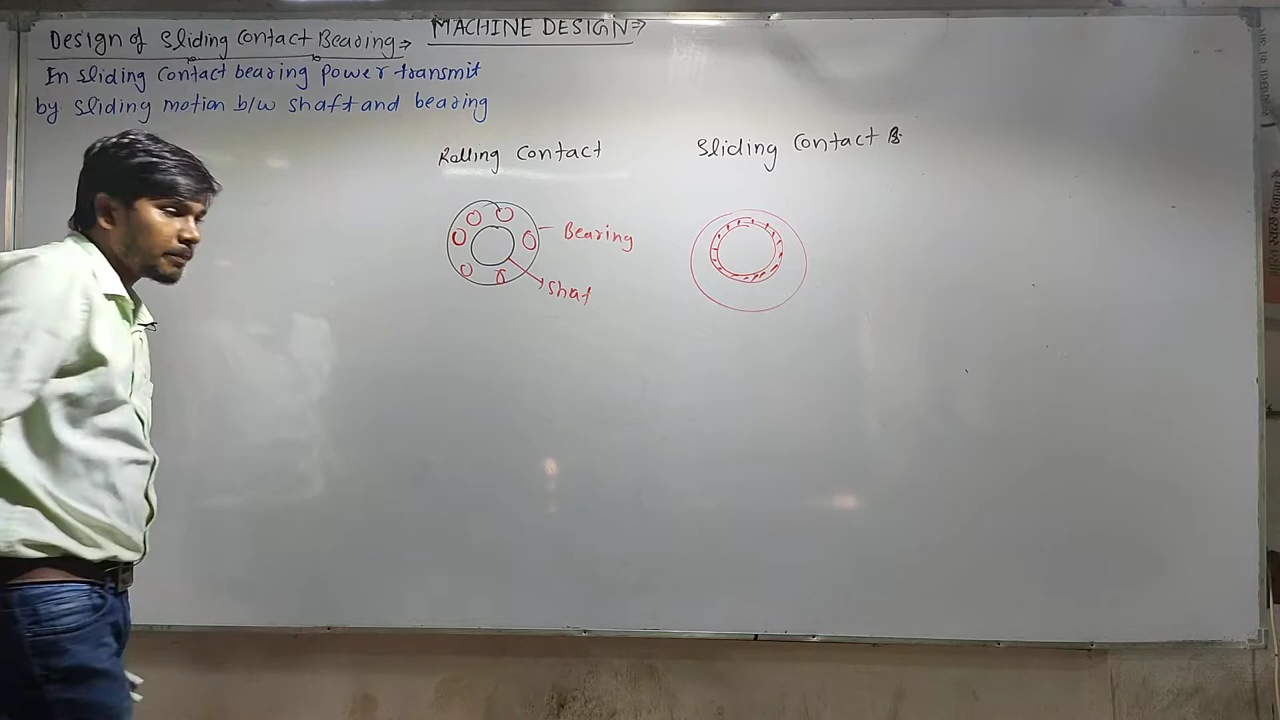 MACHINE DESIGN⇒
Design of Sliding Contact Bearing→
In sliding contact bearing power transmit
by sliding motion b/w shaft and bearing
Rolling contact
Sliding contact B
Bearing
Shaf